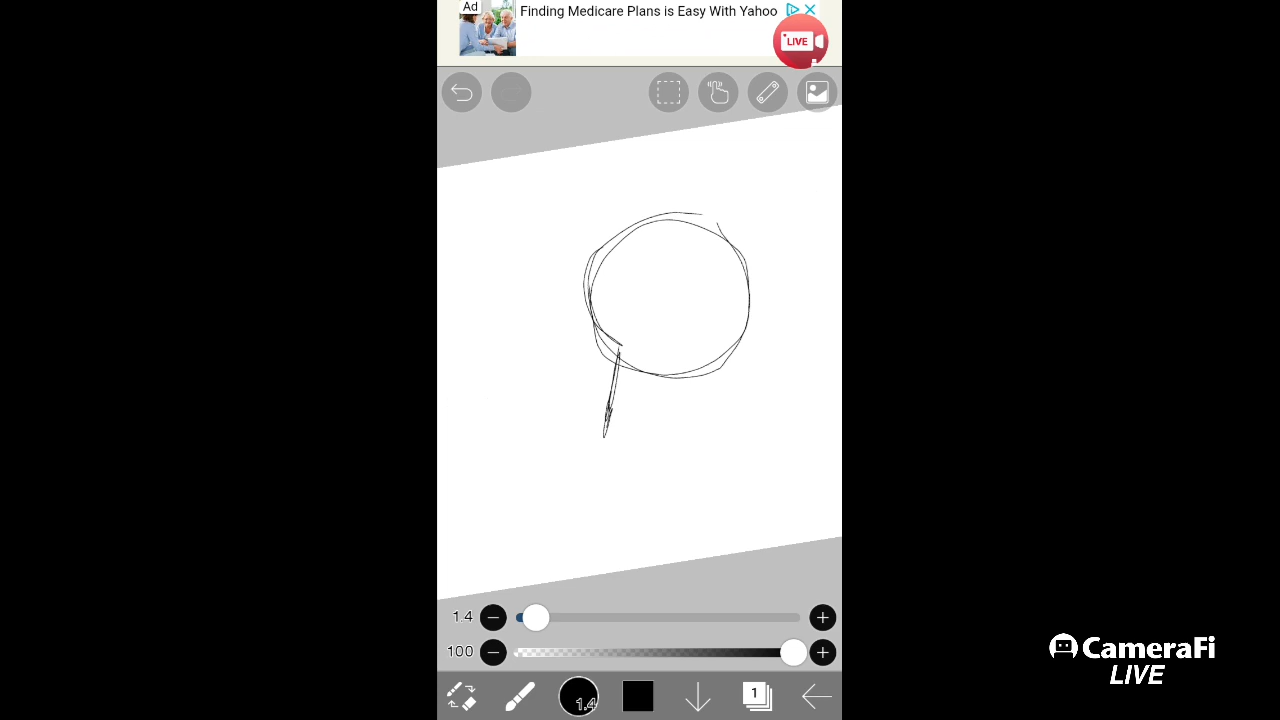 Ad
Finding Medicare Plans is Easy With Yahoo
LIVE
1.4
100
1.4
1
CameraFi
LIVE